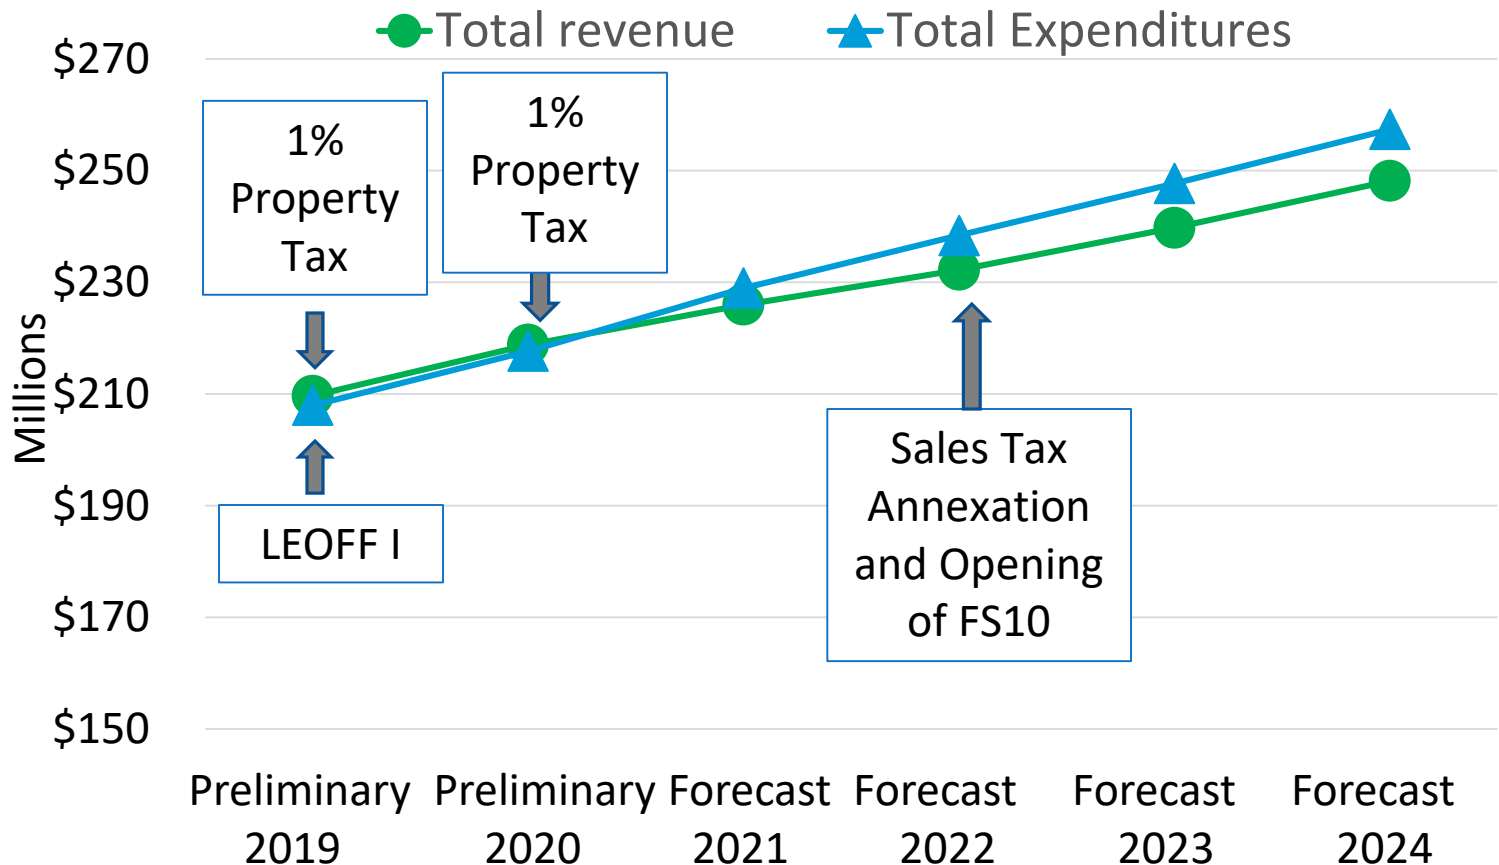 Total revenue
Total Expenditures
$270
$250
$230
$210
$190
$170
$150
Millions
1%
Property
Tax
1%
Property
Tax
LEOFF I
Sales Tax
Annexation
and Opening
of FS10
Preliminary
2019
Preliminary
2020
Forecast
2021
Forecast
2022
Forecast
2023
Forecast
2024